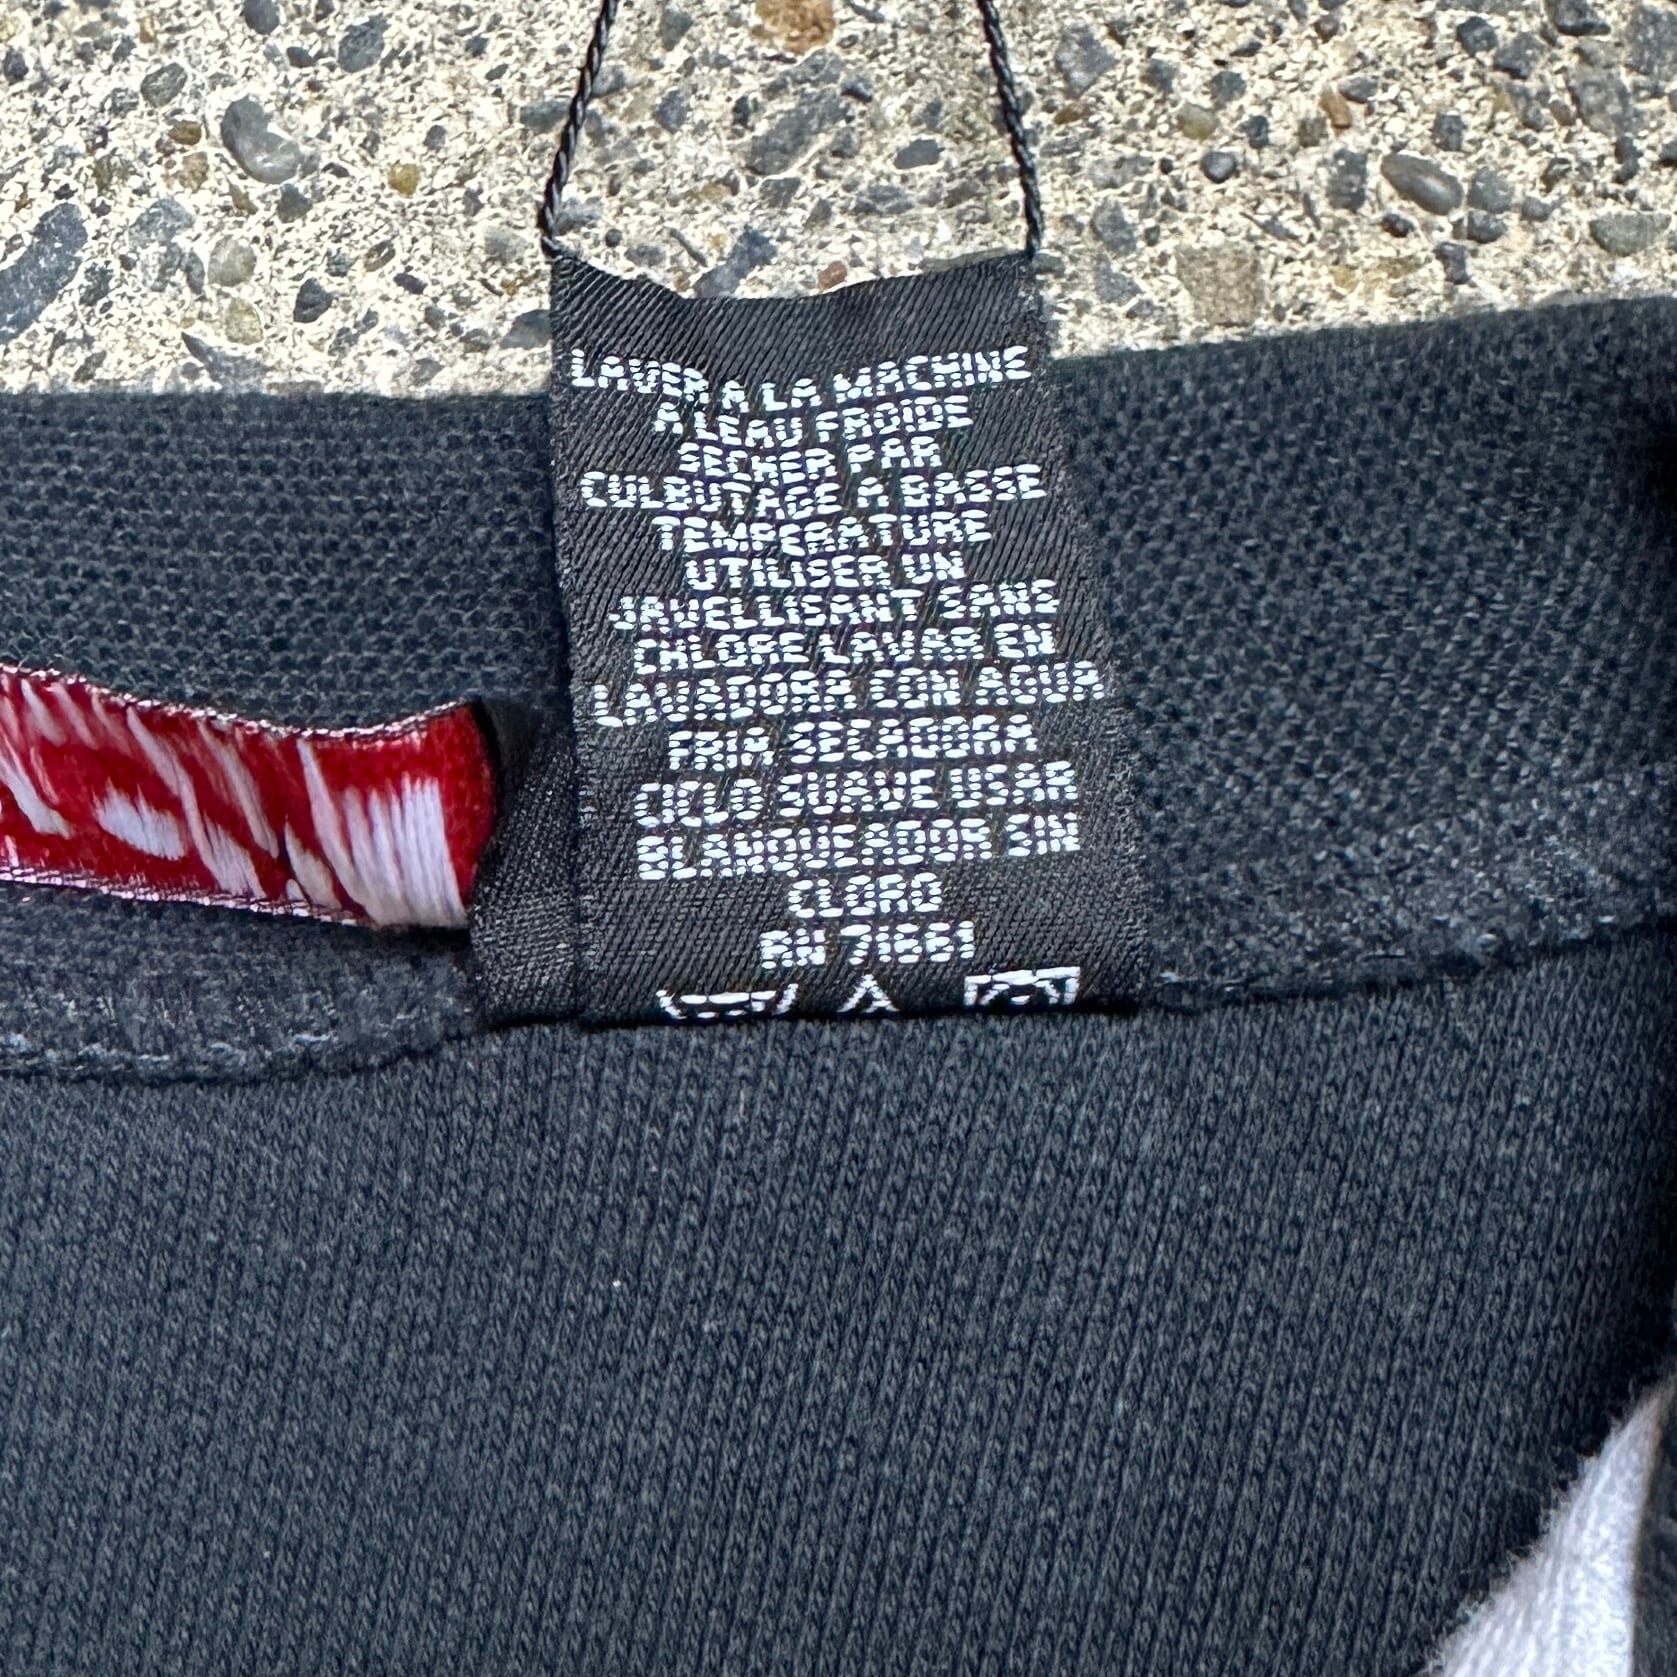 LAVER A LA MACHINE
A LEAU FROIDE
SECHER PAR
CULBUTAGE A BASSE
TEMPERATURE
UTILISER UN
JAVELLISANT SANS
CHLORE LAVAR EN
LAVADORA CON AGUA
FRIA SECADORA
CICLO SUAVE USAR
BLANQUEADOR SIN
CLORO
RN 71661